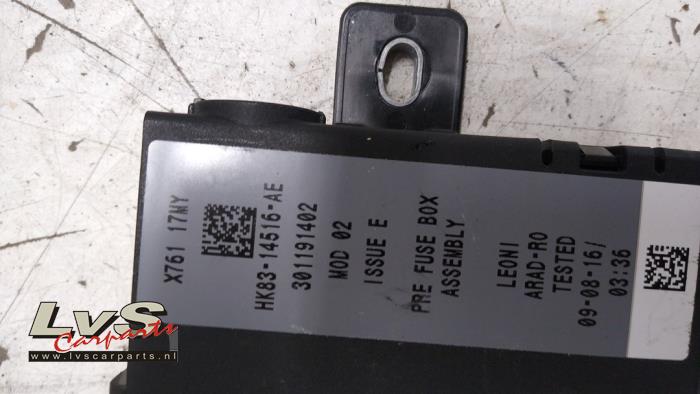 X761 17MY
HK83-14516-AE
301191402
MOD 02
ISSUE E
PRE FUSE BOX
ASSEMBLY
LEONI
ARAD-RO
TESTED
09-08-16/
03:36
LvS
Carparts
www.lvscarparts.nl